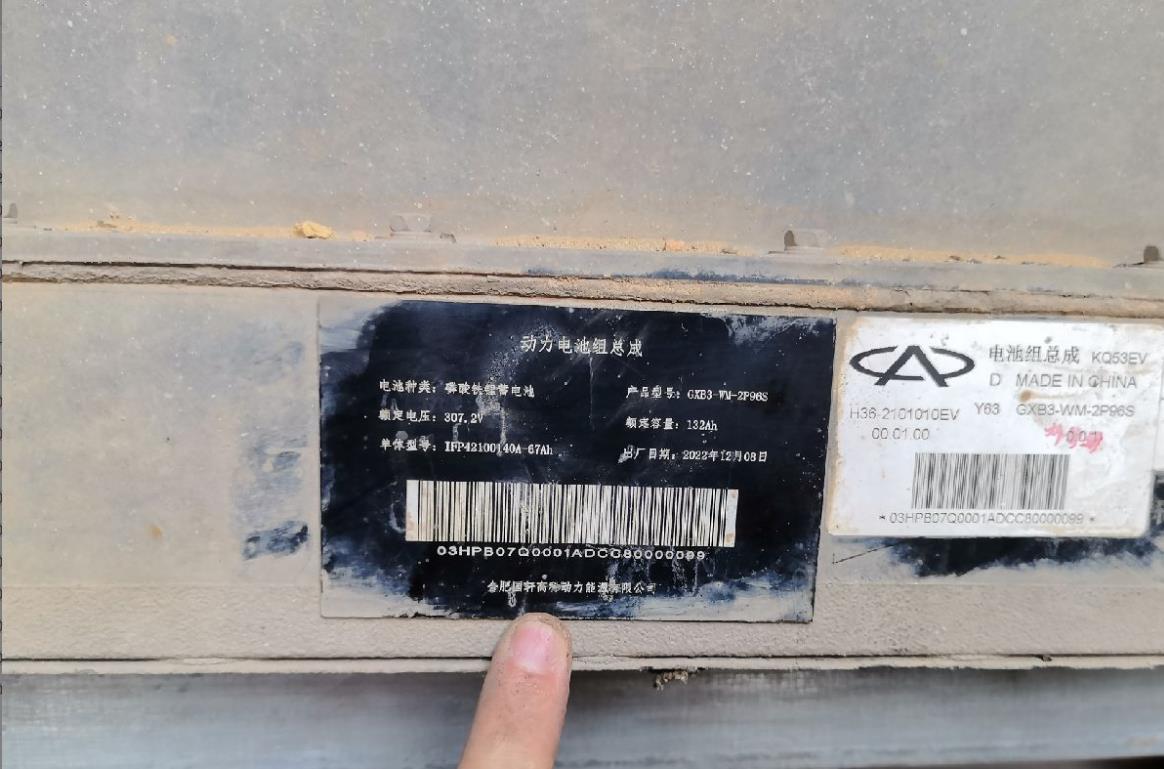 动力电池组总成
电池种类: 磷酸铁锂蓄电池
产品型号: GXB3-WM-2P96S
额定电压: 307.2V
额定容量: 132Ah
单体型号: IFP42100140A-67Ah
出厂日期: 2022年12月08日
03HPB07Q0001ADCC80000099
合肥国轩高科动力能源有限公司
电池组总成 KQ53EV
D MADE IN CHINA
H36-2101010EV Y63 GXB3-WM-2P96S
00.01.00
*03HPB07Q0001ADCC80000099*